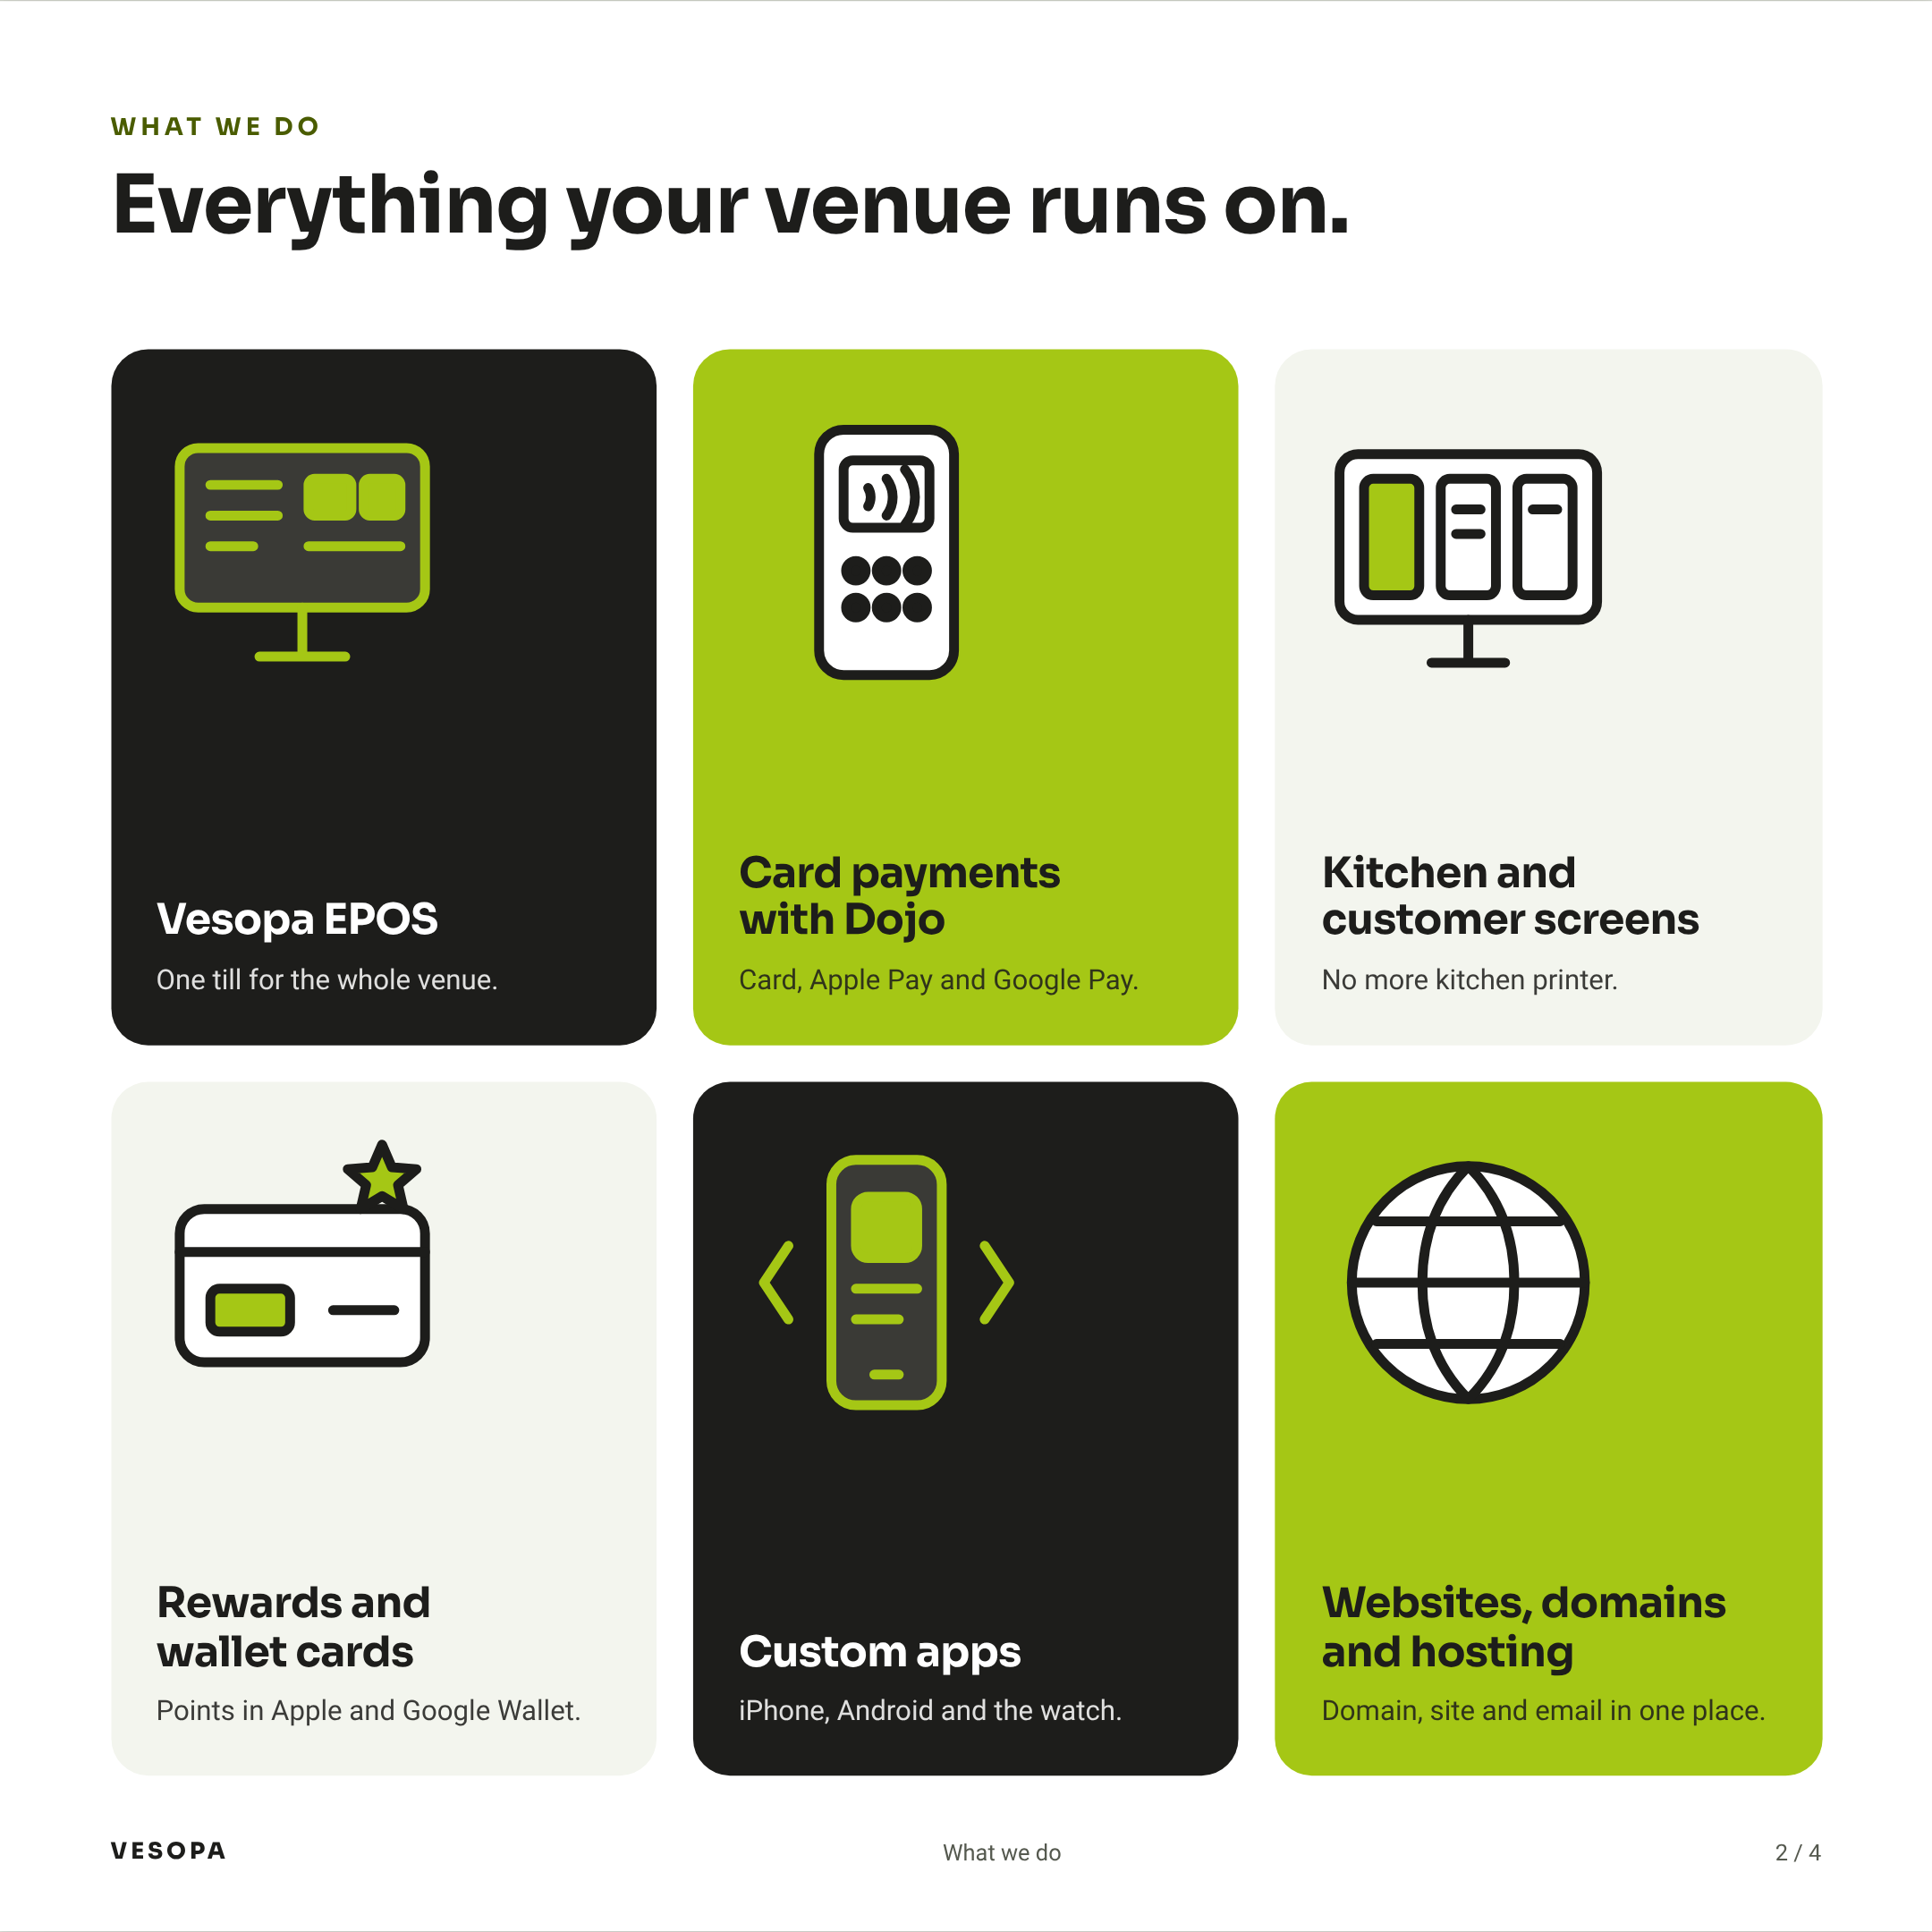 WHAT WE DO
Everything your venue runs on.
Vesopa EPOS
One till for the whole venue.
Card payments
with Dojo
Card, Apple Pay and Google Pay.
Kitchen and
customer screens
No more kitchen printer.
Rewards and
wallet cards
Points in Apple and Google Wallet.
Custom apps
iPhone, Android and the watch.
Websites, domains
and hosting
Domain, site and email in one place.
VESOPA
What we do
2 / 4